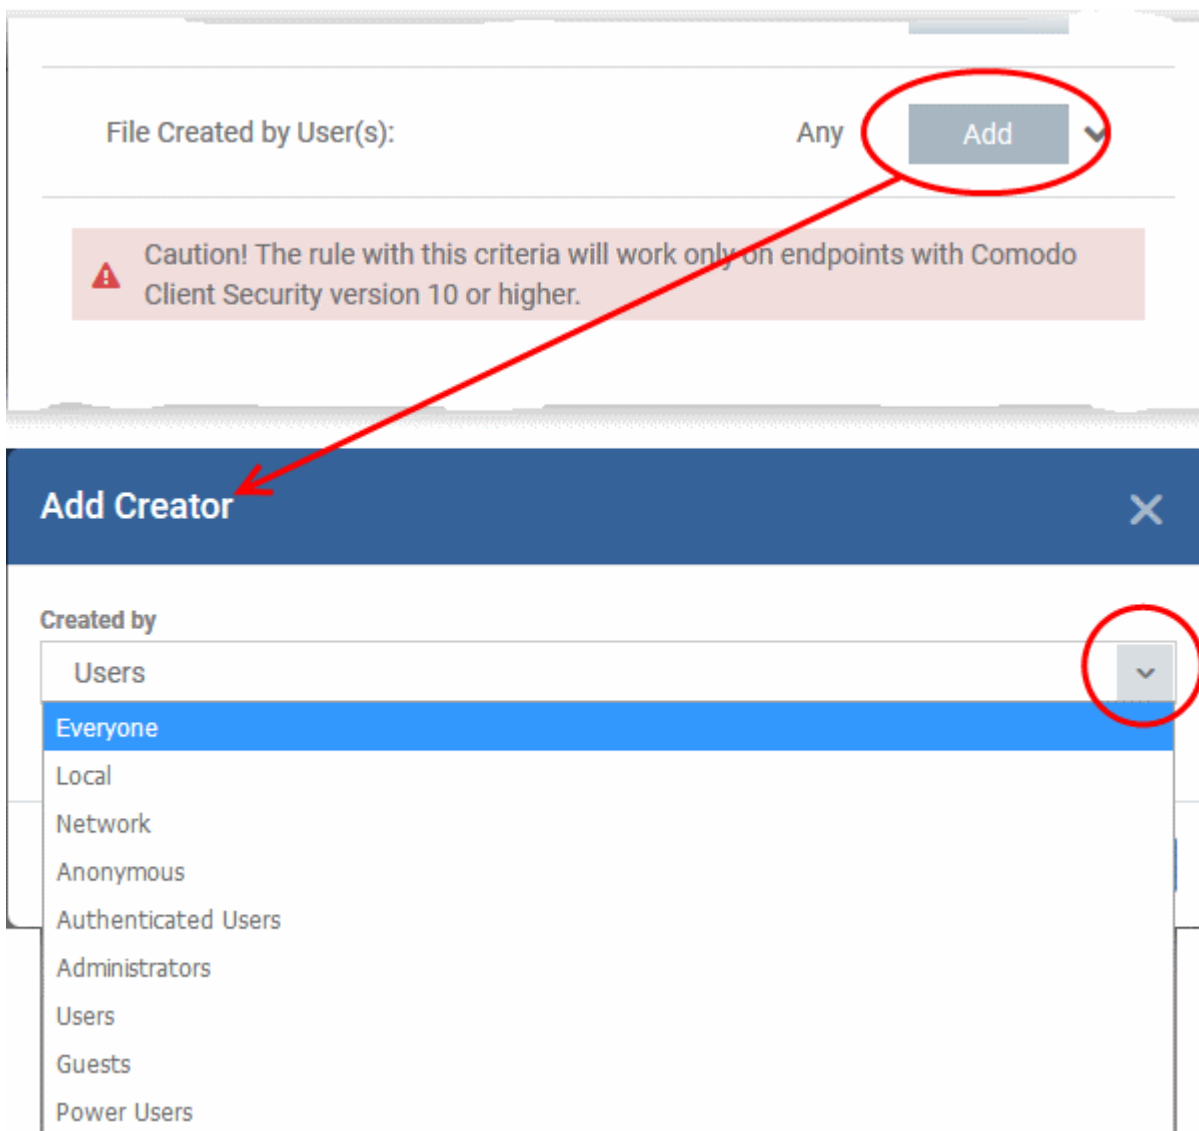 File Created by User(s): Any Add
Caution! The rule with this criteria will work only on endpoints with Comodo
Client Security version 10 or higher.
Add Creator
Created by
Users
Everyone
Local
Network
Anonymous
Authenticated Users
Administrators
Users
Guests
Power Users